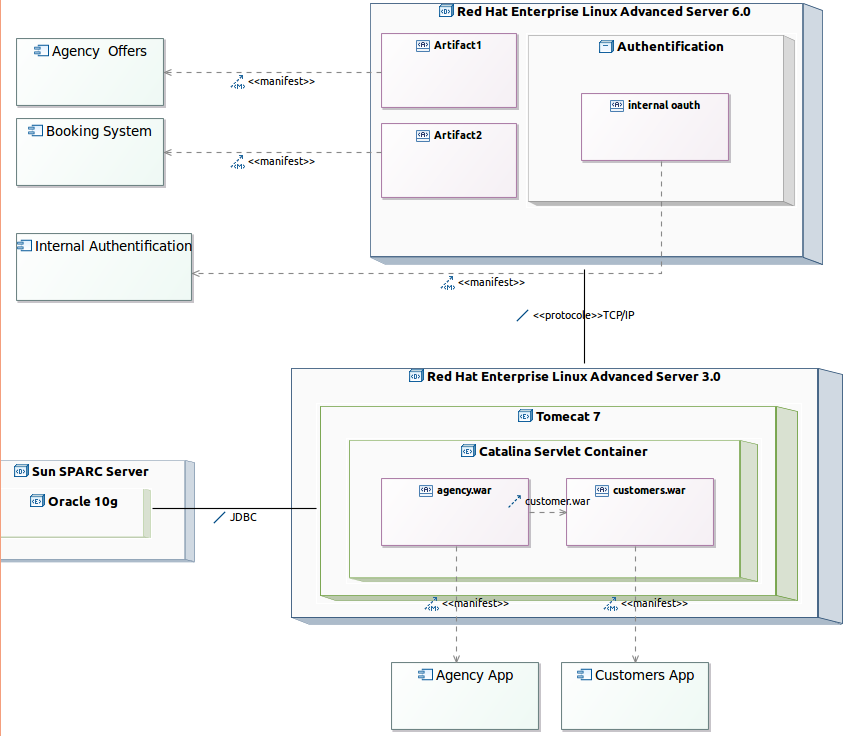 Red Hat Enterprise Linux Advanced Server 6.0
Agency  Offers
<<manifest>>
Artifact1
Authentification
internal oauth
Booking System
<<manifest>>
Artifact2
Internal Authentification
<<manifest>>
<<protocole>>TCP/IP
Red Hat Enterprise Linux Advanced Server 3.0
Tomecat 7
Catalina Servlet Container
Sun SPARC Server
Oracle 10g
JDBC
agency.war
customer.war
customers.war
<<manifest>>
<<manifest>>
Agency App
Customers App